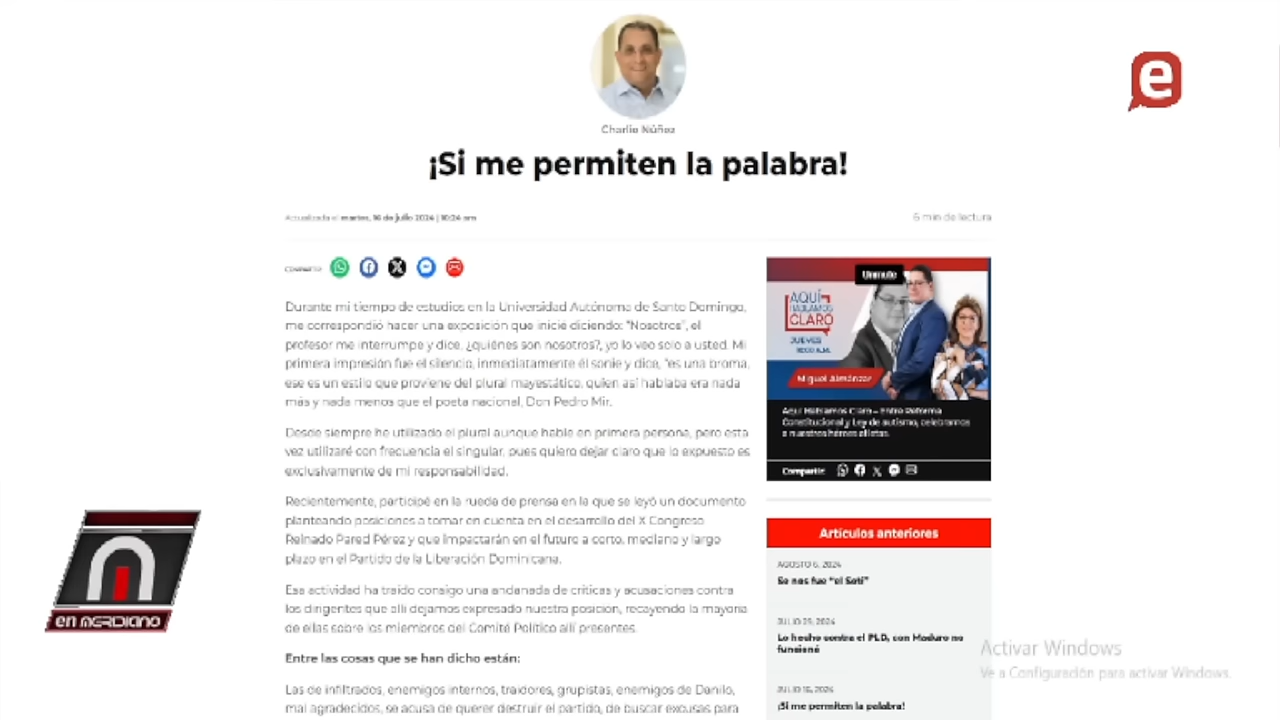 e
Charlie Núñez
¡Si me permiten la palabra!
Actualizado el martes, 16 de julio 2024 | 10:24 am
6 min de lectura
COMPARTIR
Durante mi tiempo de estudios en la Universidad Autónoma de Santo Domingo,
me correspondió hacer una exposición que inicié diciendo: "Nosotros", el
profesor me interrumpe y dice, ¿quiénes son nosotros?, yo lo veo solo a usted. Mi
primera impresión fue el silencio, inmediatamente él soníe y dice, "es una broma,
ese es un estilo que proviene del plural mayestático, quien así hablaba era nada
más y nada menos que el poeta nacional, Don Pedro Mir.
Desde siempre he utilizado el plural aunque hable en primera persona, pero esta
vez utilizaré con frecuencia el singular, pues quiero dejar claro que lo expuesto es
exclusivamente de mi responsabilidad.
Recientemente, participé en la rueda de prensa en la que se leyó un documento
planteando posiciones a tomar en cuenta en el desarrollo del X Congreso
Reinado Pared Pérez y que impactarán en el futuro a corto, mediano y largo
plazo en el Partido de la Liberación Dominicana.
Esa actividad ha traído consigo una andanada de críticas y acusaciones contra
los dirigentes que allí dejamos expresado nuestra posición, recayendo la mayoría
de ellas sobre los miembros del Comité Político allí presentes.
Entre las cosas que se han dicho están:
Las de infiltrados, enemigos internos, traidores, grupistas, enemigos de Danilo,
mal agradecidos, se acusa de querer destruir el partido, de buscar excusas para
Unmute
AQUÍ
HABLAMOS
CLARO
JUEVES
10:00 A.M.
Miguel Almánzar
Aquí Hablamos Claro – Entre Reforma
Constitucional y Ley de autismo, celebramos
a nuestros héroes atletas.
Compartir:
Artículos anteriores
AGOSTO 6, 2024
Se nos fue "el Sati"
JULIO 29, 2024
Lo hecho contra el PLD, con Maduro no
funcionó
JULIO 16, 2024
¡Si me permiten la palabra!
en MERIDIANO
Activar Windows
Ve a Configuración para activar Windows.